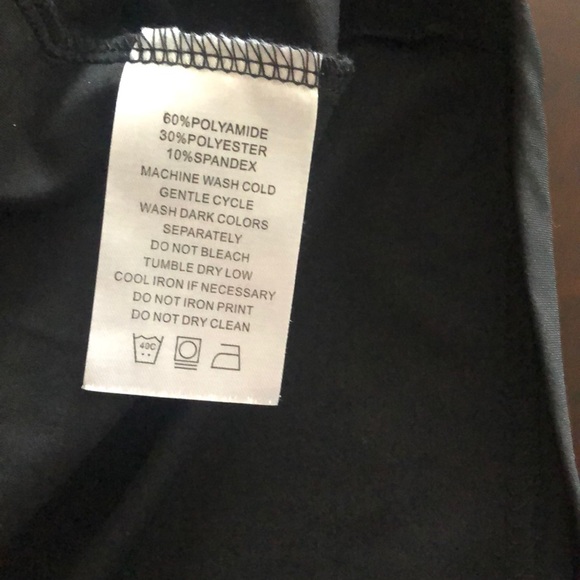 60%POLYAMIDE
30%POLYESTER
10%SPANDEX
MACHINE WASH COLD
GENTLE CYCLE
WASH DARK COLORS
SEPARATELY
DO NOT BLEACH
TUMBLE DRY LOW
COOL IRON IF NECESSARY
DO NOT IRON PRINT
DO NOT DRY CLEAN
40C